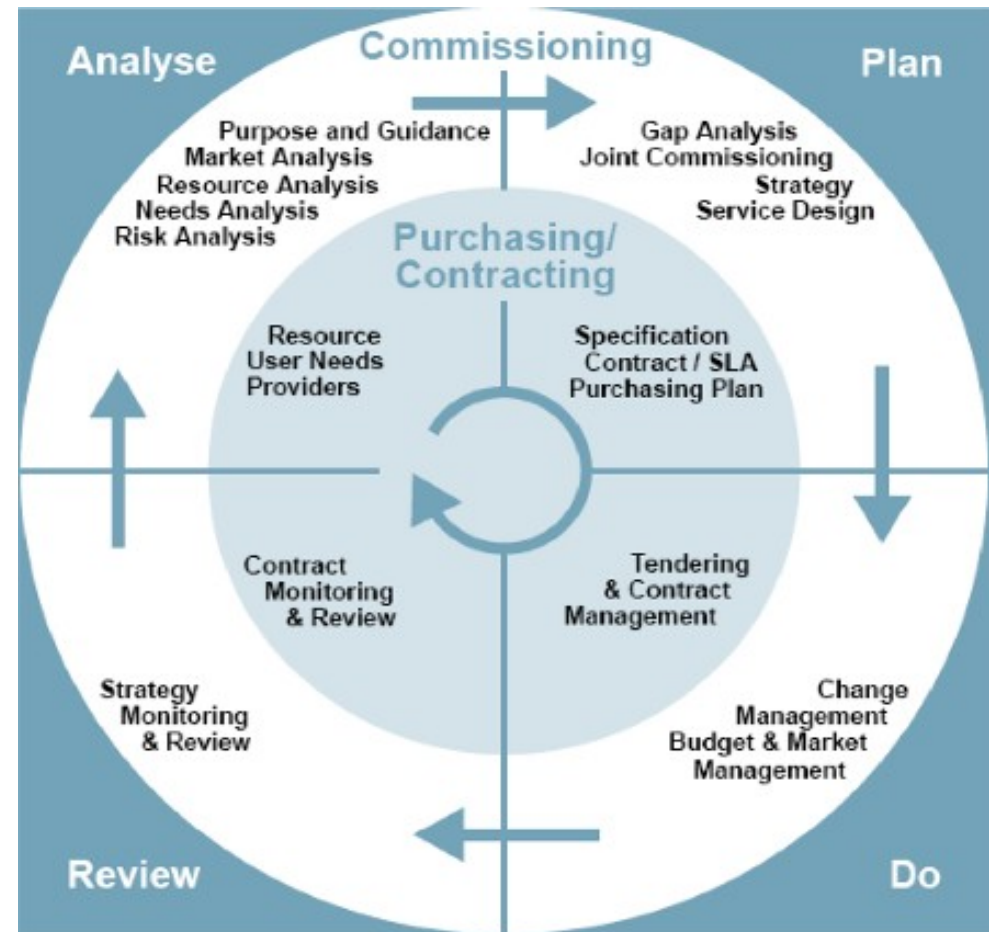 Analyse
Commissioning
Plan
Purpose and Guidance
Market Analysis
Resource Analysis
Needs Analysis
Risk Analysis
Gap Analysis
Joint Commissioning
Strategy
Service Design
Purchasing/
Contracting
Resource
User Needs
Providers
Specification
Contract / SLA
Purchasing Plan
Contract
Monitoring
& Review
Tendering
& Contract
Management
Strategy
Monitoring
& Review
Change
Management
Budget & Market
Management
Review
Do